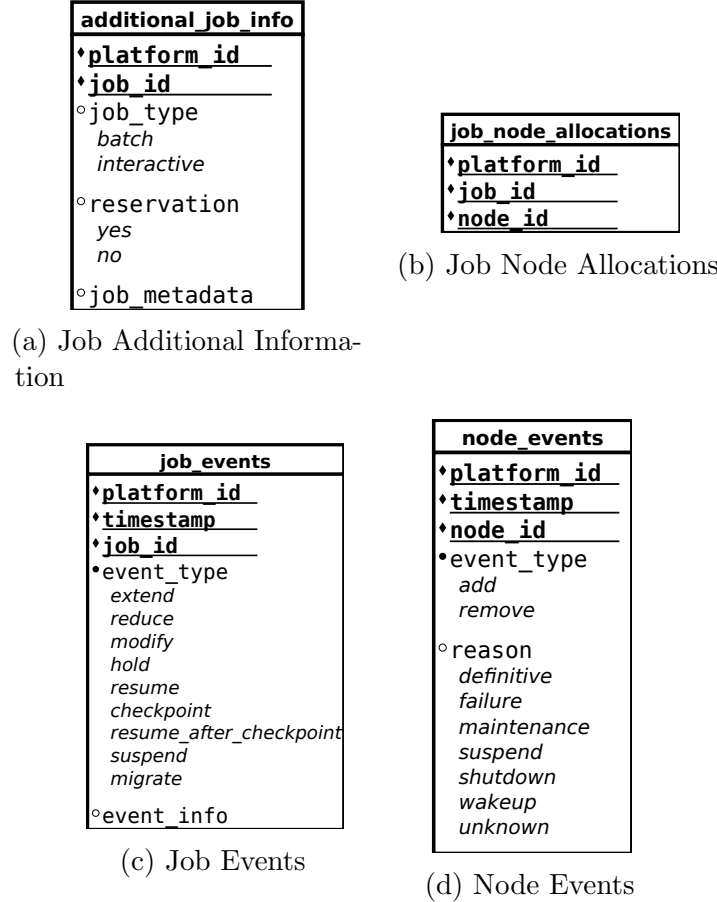 additional_job_info
platform_id
job_id
job_type
batch
interactive
reservation
yes
no
job_metadata
(a) Job Additional Informa-
tion
job_node_allocations
platform_id
job_id
node_id
(b) Job Node Allocations
job_events
platform_id
timestamp
job_id
event_type
extend
reduce
modify
hold
resume
checkpoint
resume_after_checkpoint
suspend
migrate
event_info
(c) Job Events
node_events
platform_id
timestamp
node_id
event_type
add
remove
reason
definitive
failure
maintenance
suspend
shutdown
wakeup
unknown
(d) Node Events